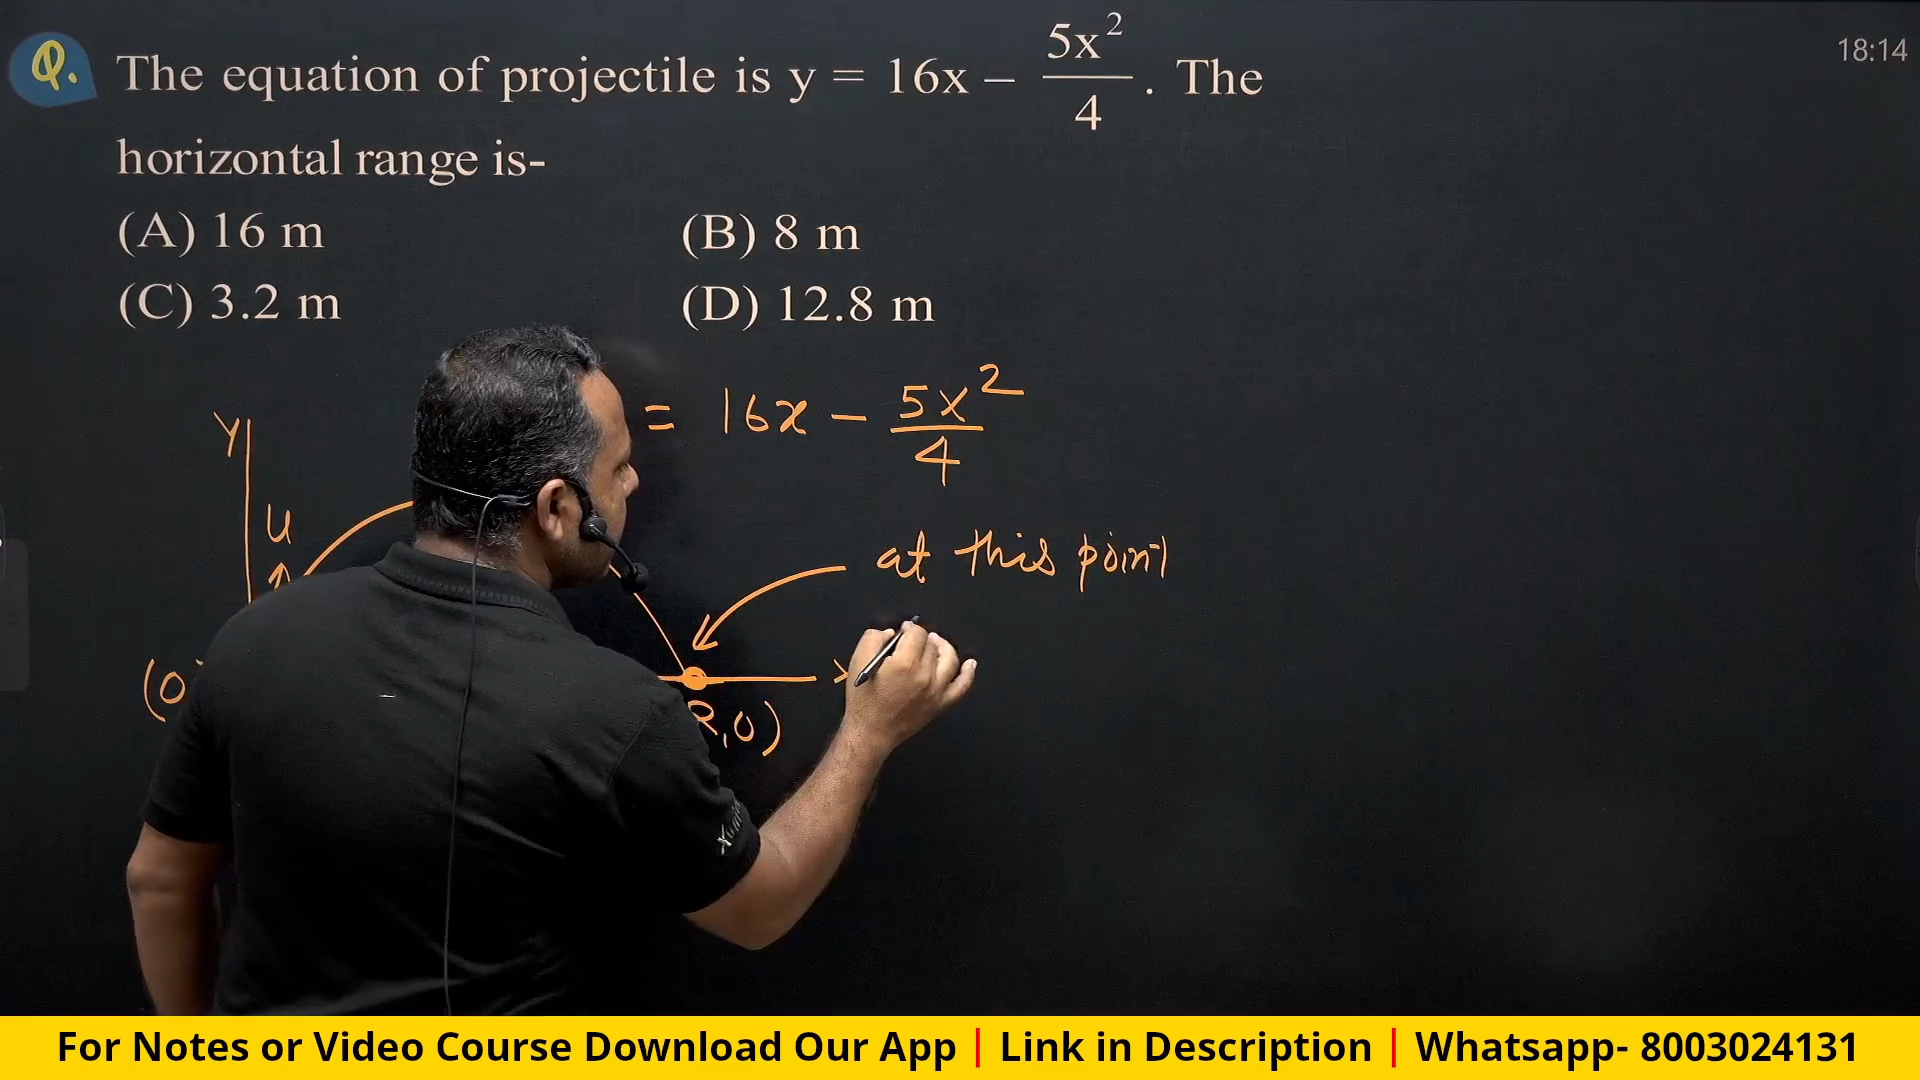 18:14
Q. The equation of projectile is y = 16x – 5x²/4 . The
horizontal range is-
(A) 16 m (B) 8 m
(C) 3.2 m (D) 12.8 m
= 16x – 5x²/4
y
u
at this point
x
(0
R,0)
For Notes or Video Course Download Our App | Link in Description | Whatsapp- 8003024131